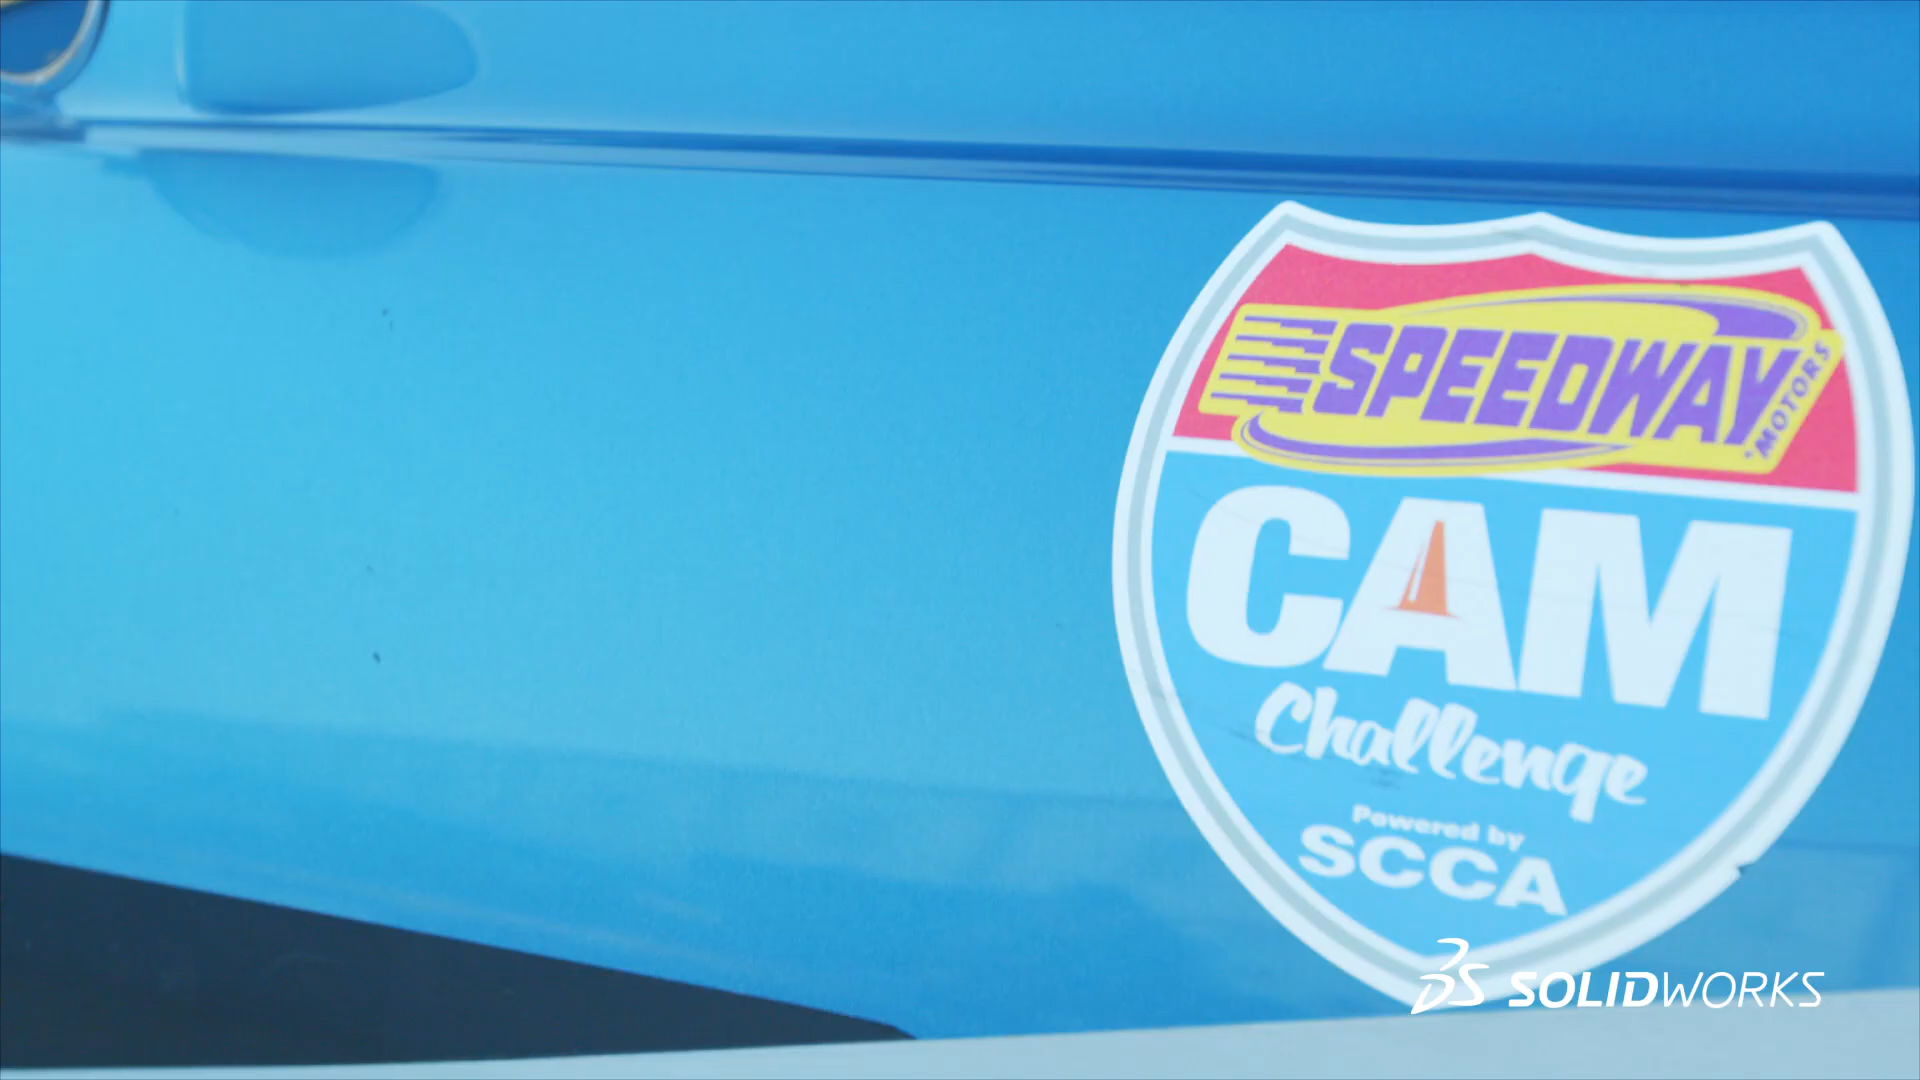 SPEEDWAY
MOTORS
CAM
Challenge
Powered by
SCCA
SOLIDWORKS